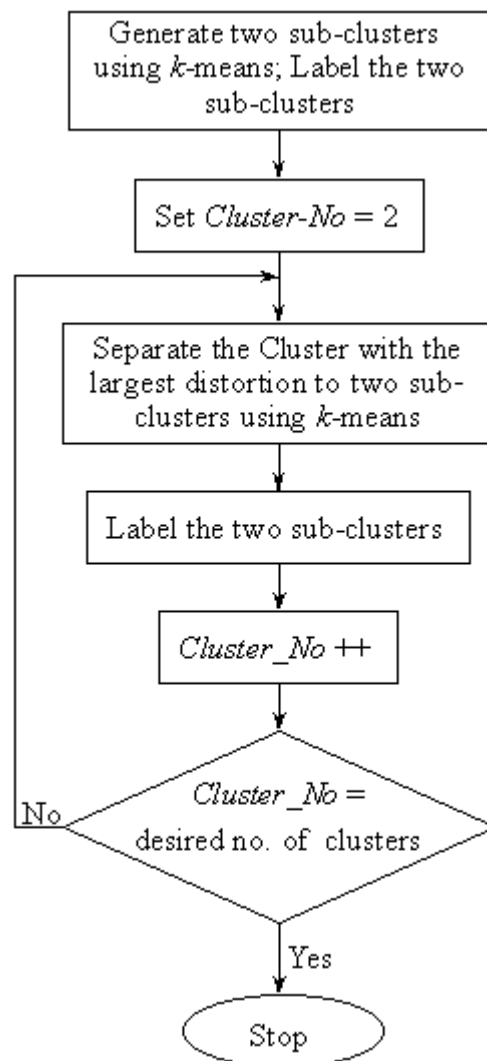 Generate two sub-clusters
using k-means; Label the two
sub-clusters
Set Cluster-No = 2
Separate the Cluster with the
largest distortion to two sub-
clusters using k-means
Label the two sub-clusters
Cluster_No ++
Cluster_No =
desired no. of clusters
No
Yes
Stop